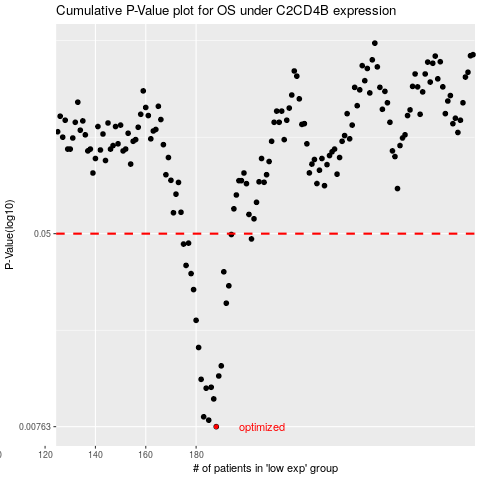 Cumulative P-Value plot for OS under C2CD4B expression
P-Value(log10)
0.05
0.00763
optimized
0
120
140
160
180
# of patients in 'low exp' group